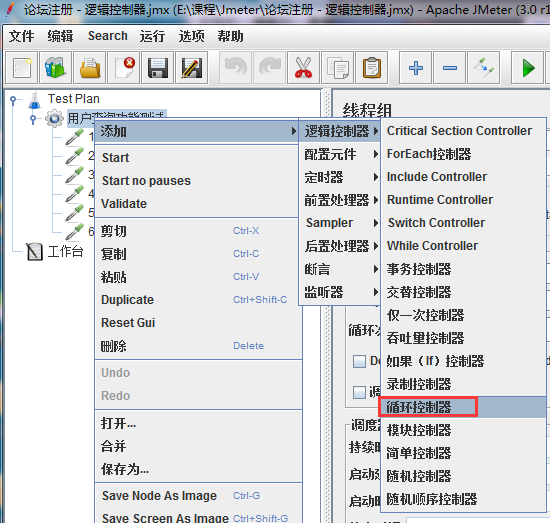 论坛注册 - 逻辑控制器.jmx (E:\课程\Jmeter\论坛注册 - 逻辑控制器.jmx) - Apache JMeter (3.0 r1
文件 编辑 Search 运行 选项 帮助
Test Plan
用户查询功能测试
1
2
3
4
5
6
工作台
添加
Start
Start no pauses
Validate
剪切 Ctrl-X
复制 Ctrl-C
粘贴 Ctrl-V
Duplicate Ctrl+Shift-C
Reset Gui
删除 Delete
Undo
Redo
打开...
合并
保存为...
Save Node As Image Ctrl-G
Save Screen As Image Ctrl+Shift-G
逻辑控制器
配置元件
定时器
前置处理器
Sampler
后置处理器
断言
监听器
Critical Section Controller
ForEach控制器
Include Controller
Runtime Controller
Switch Controller
While Controller
事务控制器
交替控制器
仅一次控制器
吞吐量控制器
如果（If）控制器
录制控制器
循环控制器
模块控制器
简单控制器
随机控制器
随机顺序控制器
线程组
循环次
De
调
调度器
持续时
启动延
启动时